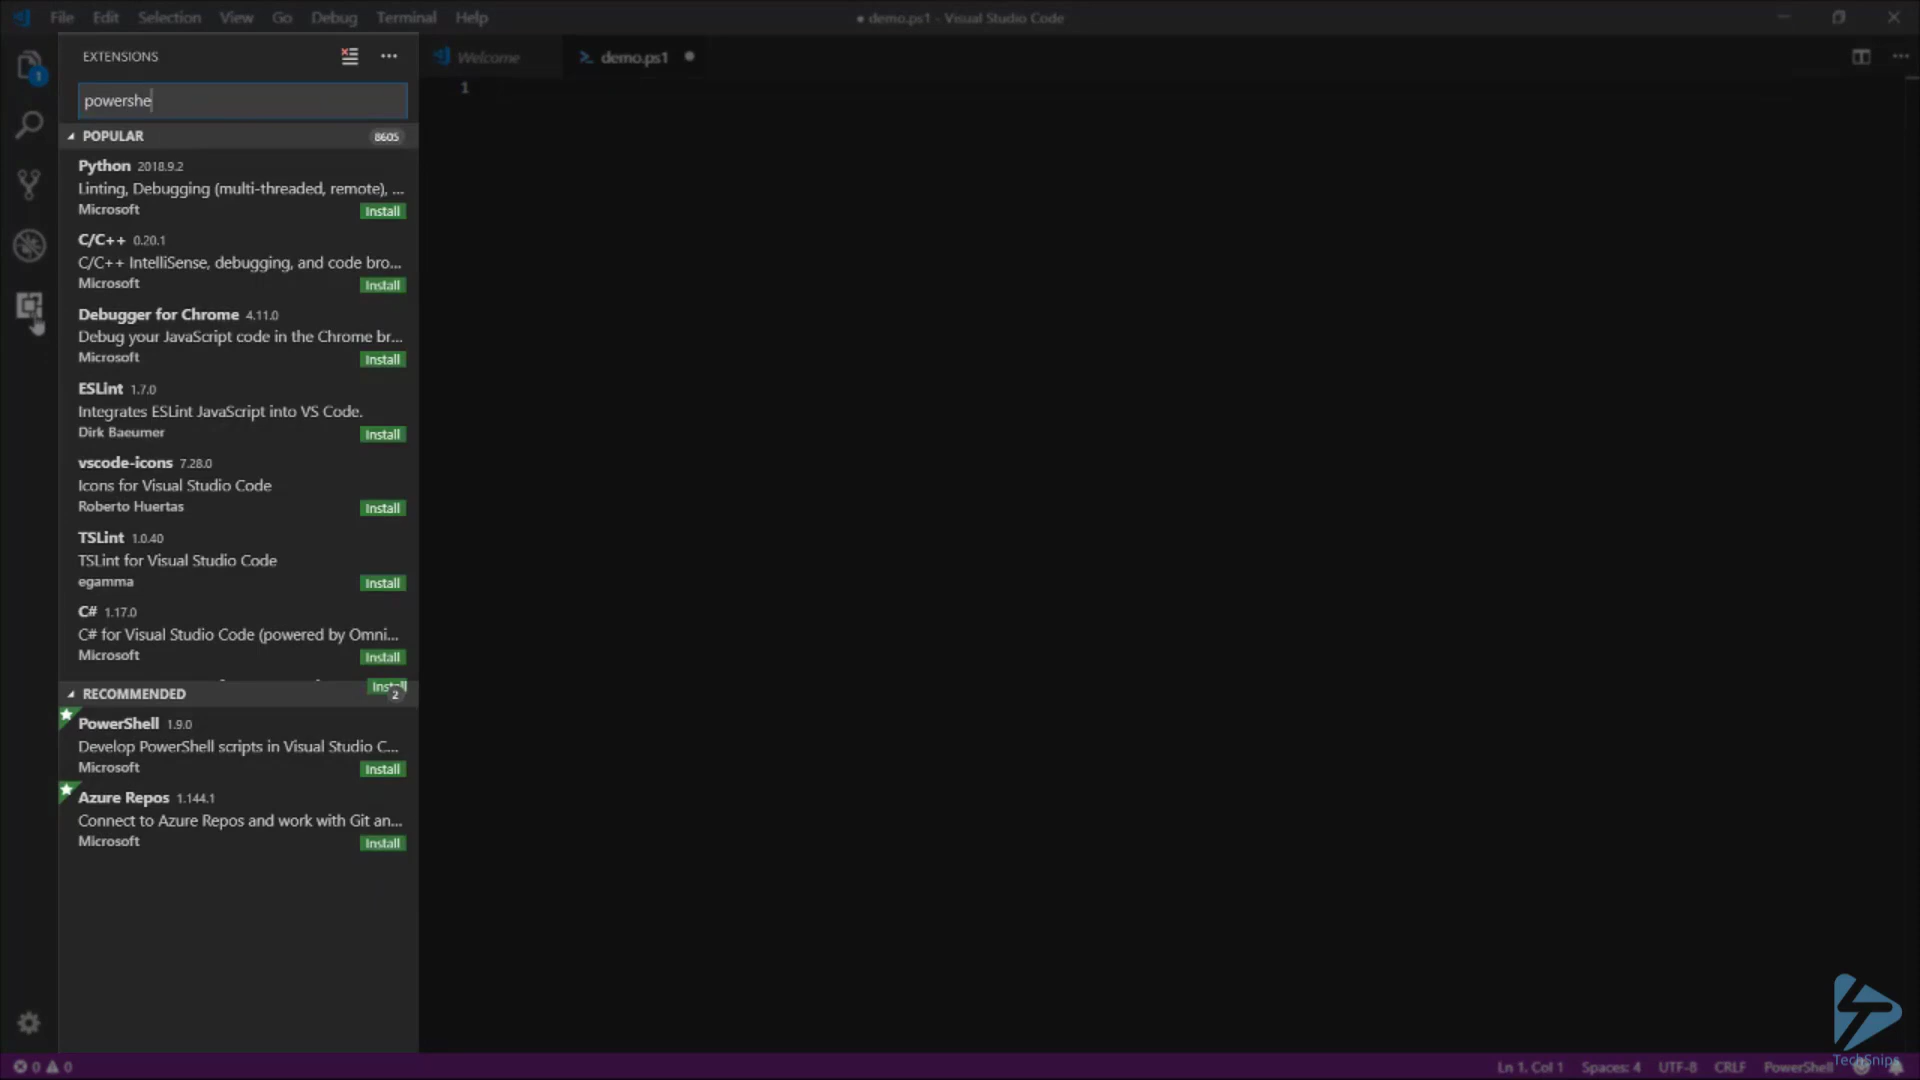 File Edit Selection View Go Debug Terminal Help
● demo.ps1 - Visual Studio Code
EXTENSIONS
Welcome
demo.ps1
1
powershe
1
POPULAR 8605
Python 2018.9.2
Linting, Debugging (multi-threaded, remote), ...
Microsoft Install
C/C++ 0.20.1
C/C++ IntelliSense, debugging, and code bro...
Microsoft Install
Debugger for Chrome 4.11.0
Debug your JavaScript code in the Chrome br...
Microsoft Install
ESLint 1.7.0
Integrates ESLint JavaScript into VS Code.
Dirk Baeumer Install
vscode-icons 7.28.0
Icons for Visual Studio Code
Roberto Huertas Install
TSLint 1.0.40
TSLint for Visual Studio Code
egamma Install
C# 1.17.0
C# for Visual Studio Code (powered by Omni...
Microsoft Install
Install
RECOMMENDED 2
PowerShell 1.9.0
Develop PowerShell scripts in Visual Studio C...
Microsoft Install
Azure Repos 1.144.1
Connect to Azure Repos and work with Git an...
Microsoft Install
TechSnips
0 0
Ln 1, Col 1 Spaces: 4 UTF-8 CRLF PowerShell